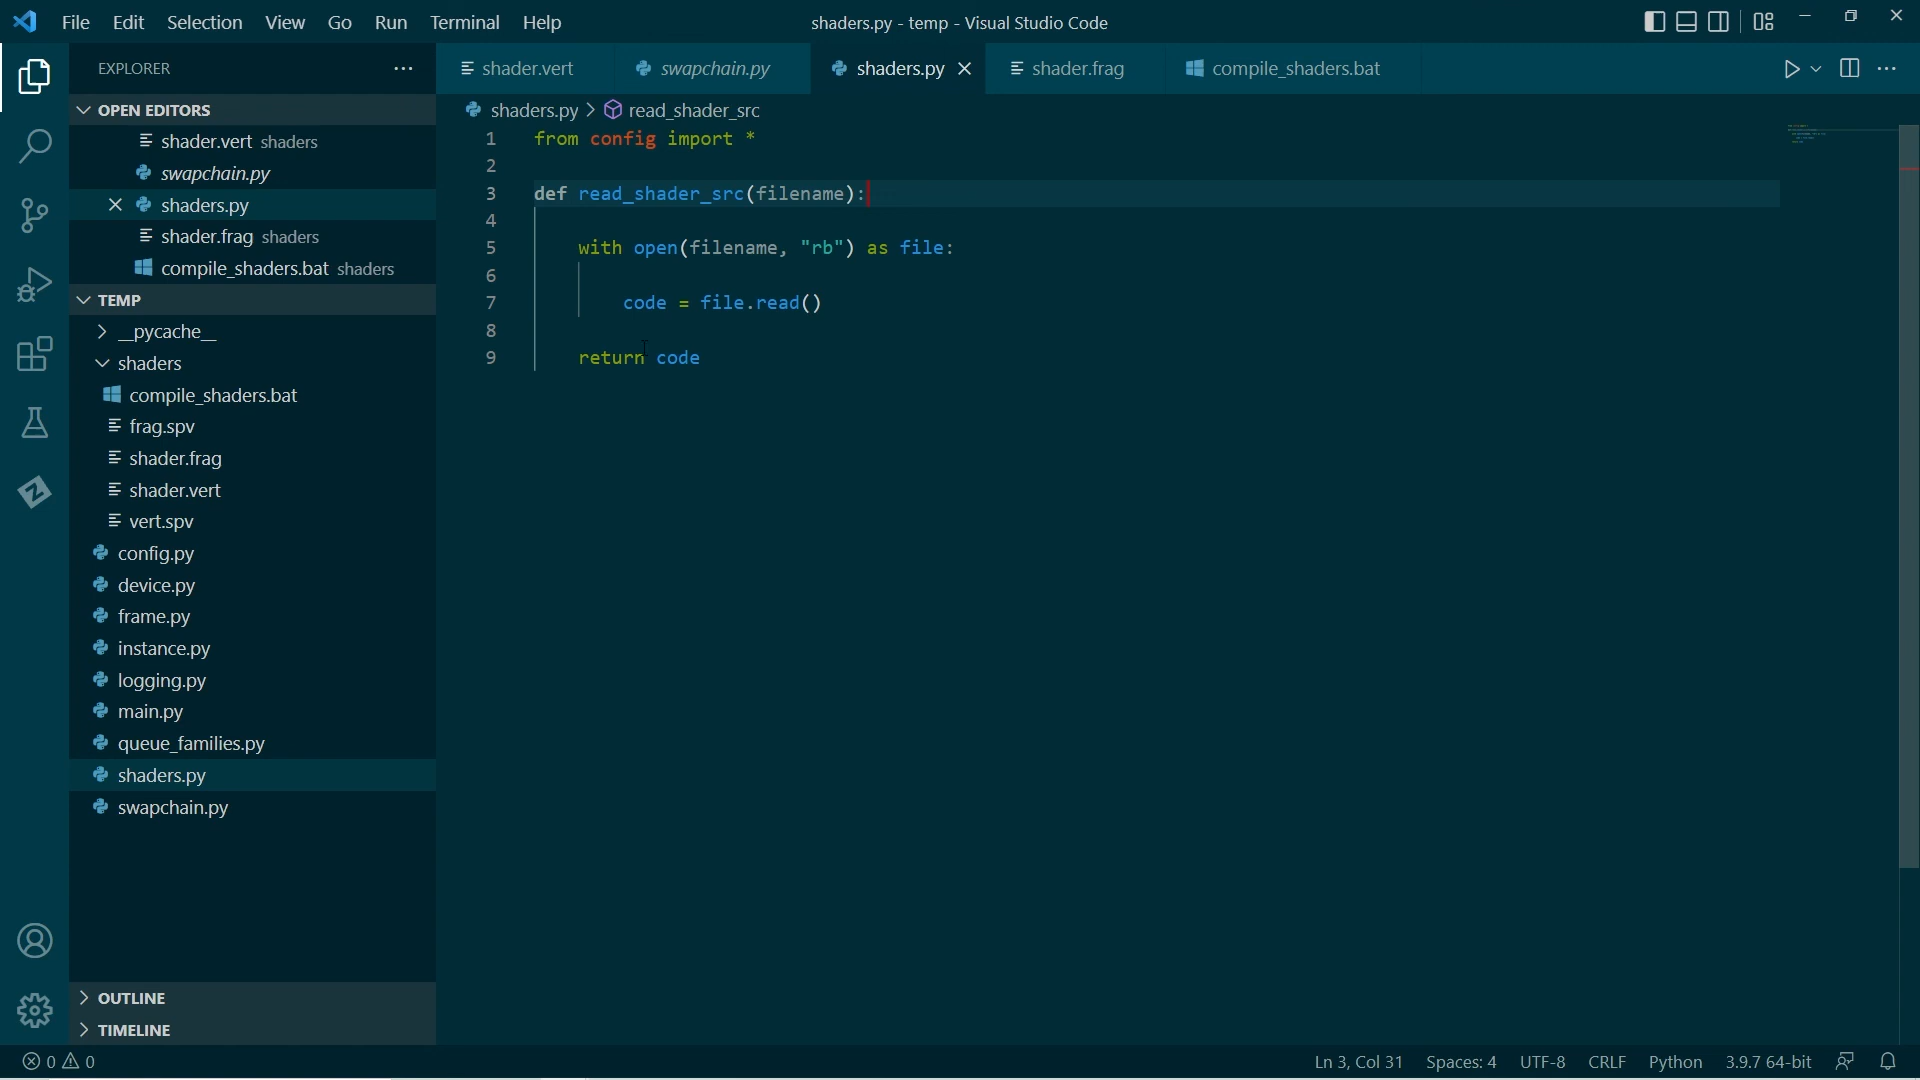 File Edit Selection View Go Run Terminal Help
shaders.py - temp - Visual Studio Code
EXPLORER
OPEN EDITORS
shader.vert shaders
swapchain.py
shaders.py
shader.frag shaders
compile_shaders.bat shaders
TEMP
__pycache__
shaders
compile_shaders.bat
frag.spv
shader.frag
shader.vert
vert.spv
config.py
device.py
frame.py
instance.py
logging.py
main.py
queue_families.py
shaders.py
swapchain.py
OUTLINE
TIMELINE
shader.vert swapchain.py shaders.py shader.frag compile_shaders.bat
shaders.py > read_shader_src
1 from config import *
2
3 def read_shader_src(filename):
4
5 with open(filename, "rb") as file:
6
7 code = file.read()
8
9 return code
0 0 Ln 3, Col 31 Spaces: 4 UTF-8 CRLF Python 3.9.7 64-bit